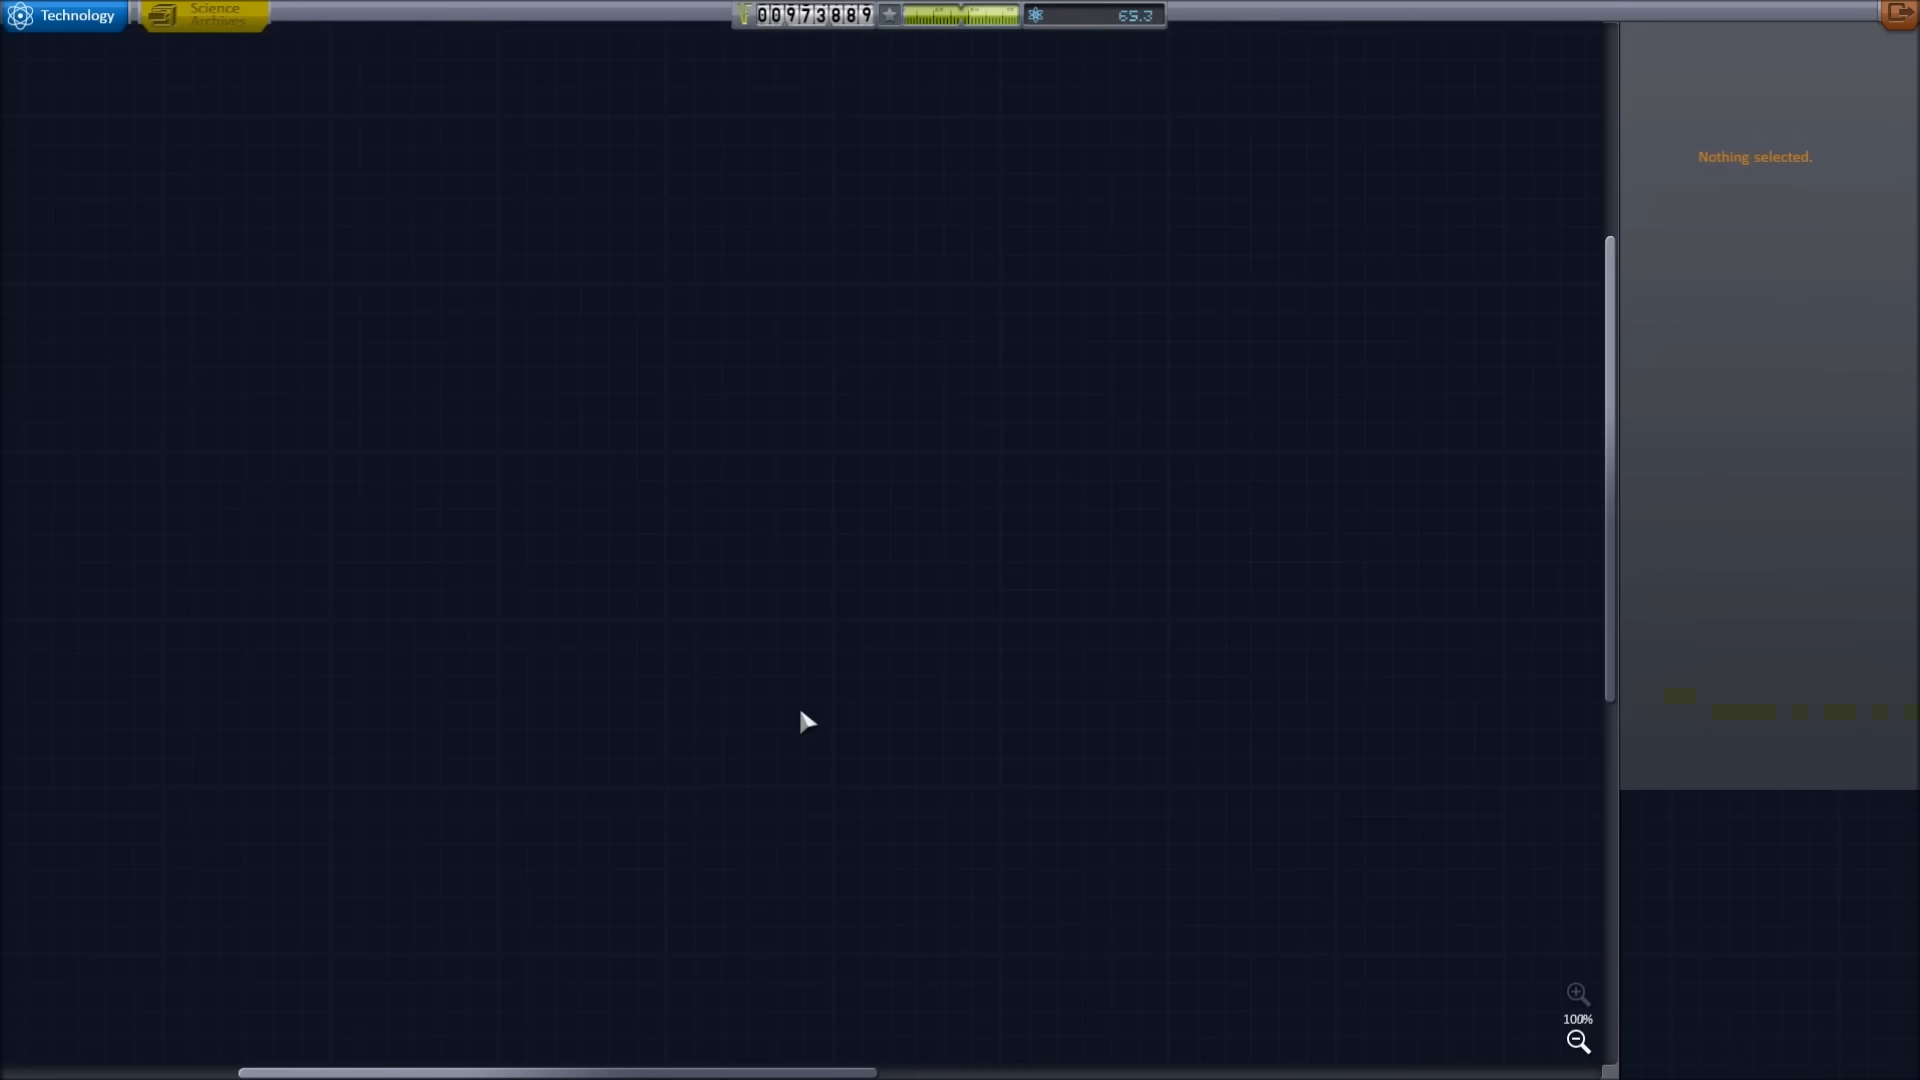 Technology
Science
Archives
00973889
65.3
Nothing selected.
100%